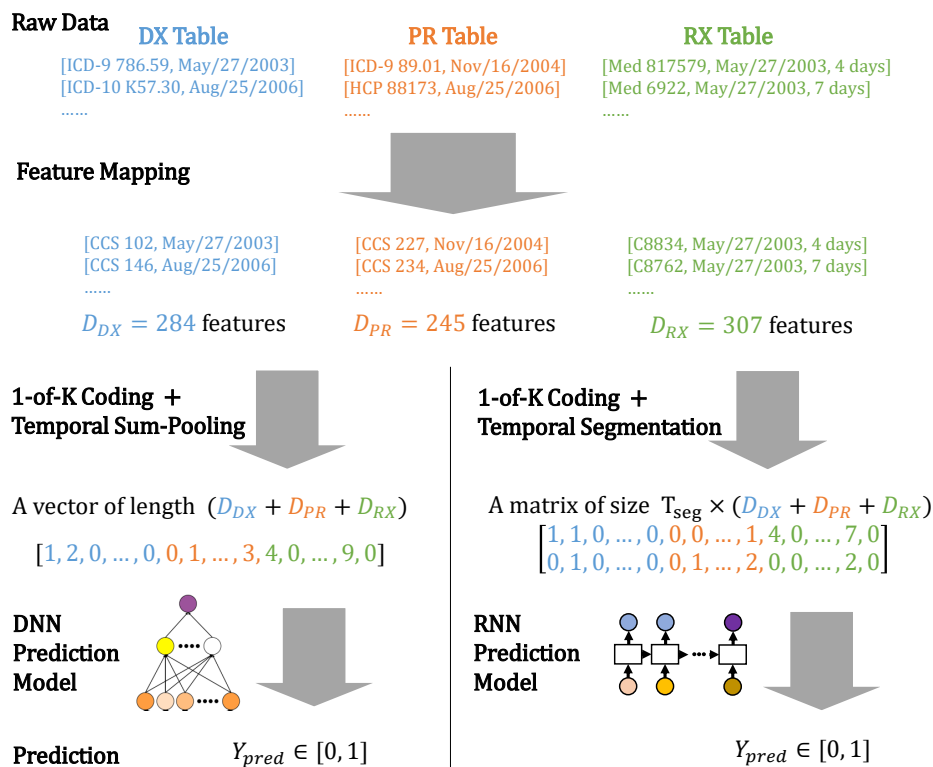 Raw Data
DX Table
PR Table
RX Table
[ICD-9 786.59, May/27/2003]
[ICD-10 K57.30, Aug/25/2006]
……
[ICD-9 89.01, Nov/16/2004]
[HCP 88173, Aug/25/2006]
……
[Med 817579, May/27/2003, 4 days]
[Med 6922, May/27/2003, 7 days]
……
Feature Mapping
[CCS 102, May/27/2003]
[CCS 146, Aug/25/2006]
……
[CCS 227, Nov/16/2004]
[CCS 234, Aug/25/2006]
……
[C8834, May/27/2003, 4 days]
[C8762, May/27/2003, 7 days]
……
D_DX = 284 features
D_PR = 245 features
D_RX = 307 features
1-of-K Coding +
Temporal Sum-Pooling
A vector of length (D_DX + D_PR + D_RX)
[1, 2, 0, …, 0, 0, 1, …, 3, 4, 0, …, 9, 0]
DNN
Prediction
Model
Prediction
Y_pred ∈ [0, 1]
1-of-K Coding +
Temporal Segmentation
A matrix of size T_seg × (D_DX + D_PR + D_RX)
[1, 1, 0, …, 0, 0, 0, …, 1, 4, 0, …, 7, 0]
[0, 1, 0, …, 0, 0, 1, …, 2, 0, 0, …, 2, 0]
RNN
Prediction
Model
Y_pred ∈ [0, 1]